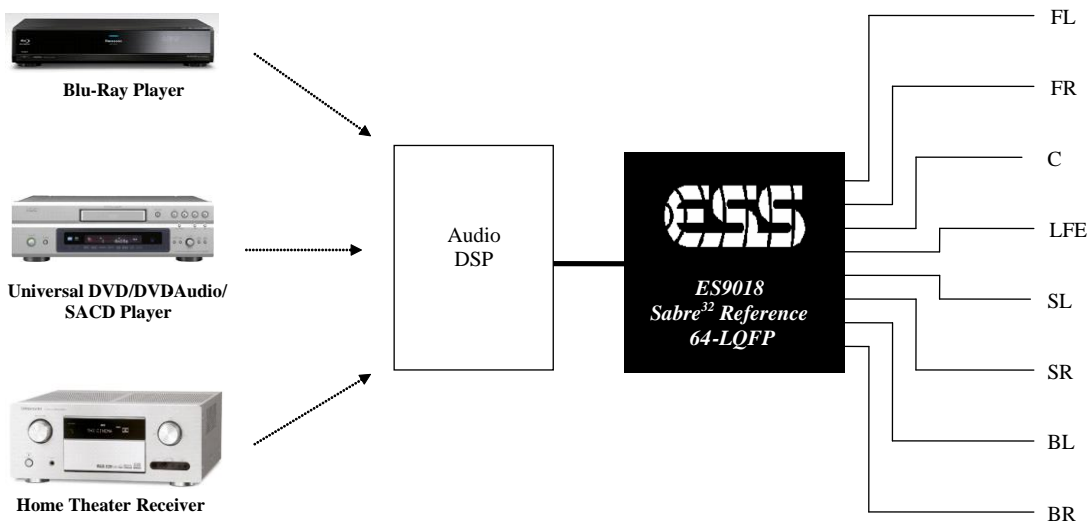 Blu-Ray Player
Universal DVD/DVDAudio/
SACD Player
Home Theater Receiver
Audio
DSP
ESS
ES9018
Sabre³² Reference
64-LQFP
FL
FR
C
LFE
SL
SR
BL
BR